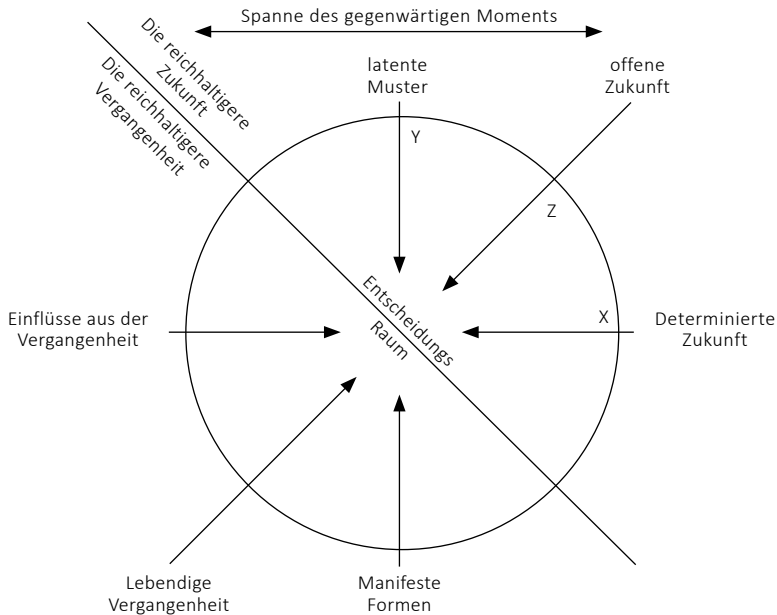 Spanne des gegenwärtigen Moments
Die reichhaltigere
Zukunft
Die reichhaltigere
Vergangenheit
latente
Muster
offene
Zukunft
Y
Z
Entscheidungs
Raum
Einflüsse aus der
Vergangenheit
X
Determinierte
Zukunft
Lebendige
Vergangenheit
Manifeste
Formen